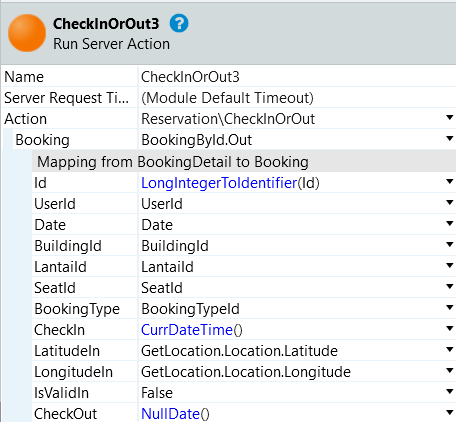 CheckInOrOut3 ?
Run Server Action
Name CheckInOrOut3
Server Request Ti... (Module Default Timeout)
Action Reservation\CheckInOrOut
Booking BookingById.Out
Mapping from BookingDetail to Booking
Id LongIntegerToIdentifier(Id)
UserId UserId
Date Date
BuildingId BuildingId
LantaiId LantaiId
SeatId SeatId
BookingType BookingTypeId
CheckIn CurrDateTime()
LatitudeIn GetLocation.Location.Latitude
LongitudeIn GetLocation.Location.Longitude
IsValidIn False
CheckOut NullDate()